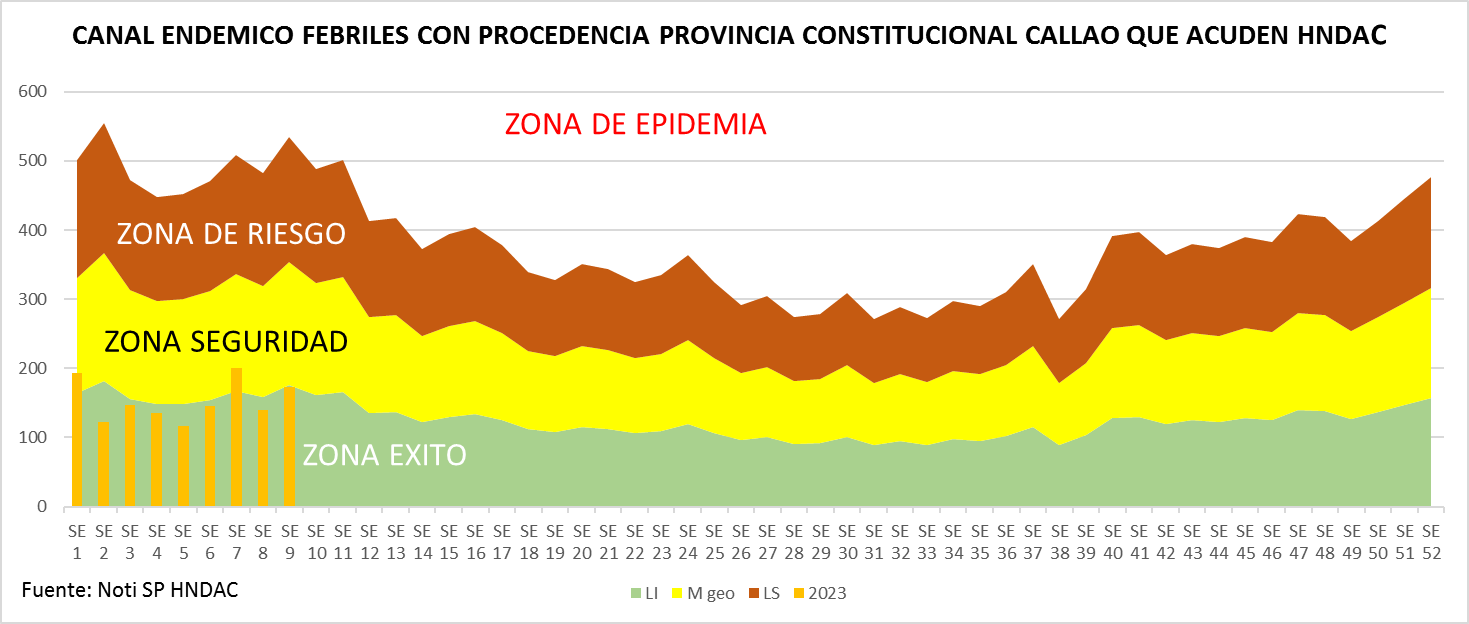 CANAL ENDEMICO FEBRILES CON PROCEDENCIA PROVINCIA CONSTITUCIONAL CALLAO QUE ACUDEN HNDAC
600
ZONA DE EPIDEMIA
500
400
ZONA DE RIESGO
300
ZONA SEGURIDAD
200
100
ZONA EXITO
0
SE SE SE SE SE SE SE SE SE SE SE SE SE SE SE SE SE SE SE SE SE SE SE SE SE SE SE SE SE SE SE SE SE SE SE SE SE SE SE SE SE SE SE SE SE SE SE SE SE SE SE SE
1 2 3 4 5 6 7 8 9 10 11 12 13 14 15 16 17 18 19 20 21 22 23 24 25 26 27 28 29 30 31 32 33 34 35 36 37 38 39 40 41 42 43 44 45 46 47 48 49 50 51 52
Fuente: Noti SP HNDAC
LI M geo LS 2023